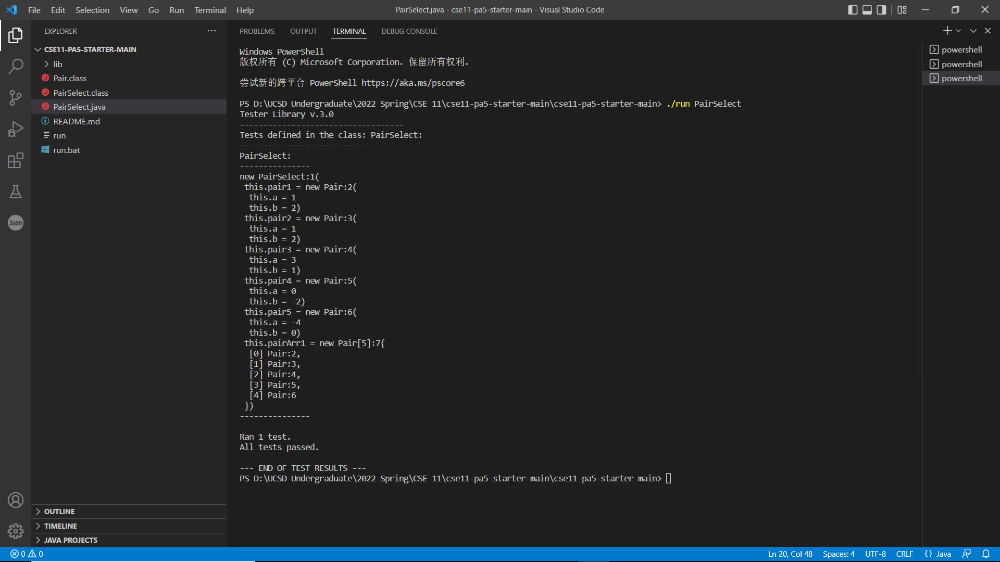 File Edit Selection View Go Run Terminal Help
PairSelect.java - cse11-pa5-starter-main - Visual Studio Code
EXPLORER
CSE11-PA5-STARTER-MAIN
lib
J Pair.class
J PairSelect.class
J PairSelect.java
README.md
run
run.bat
Json
OUTLINE
TIMELINE
JAVA PROJECTS
PROBLEMS OUTPUT TERMINAL DEBUG CONSOLE
Windows PowerShell
版权所有 (C) Microsoft Corporation。保留所有权利。
尝试新的跨平台 PowerShell https://aka.ms/pscore6
PS D:\UCSD Undergraduate\2022 Spring\CSE 11\cse11-pa5-starter-main\cse11-pa5-starter-main> ./run PairSelect
Tester Library v.3.0
-----------------------------------
Tests defined in the class: PairSelect:
---------------------------
PairSelect:
---------------
new PairSelect:1(
this.pair1 = new Pair:2(
this.a = 1
this.b = 2)
this.pair2 = new Pair:3(
this.a = 1
this.b = 2)
this.pair3 = new Pair:4(
this.a = 3
this.b = 1)
this.pair4 = new Pair:5(
this.a = 0
this.b = -2)
this.pair5 = new Pair:6(
this.a = -4
this.b = 0)
this.pairArr1 = new Pair[5]:7{
[0] Pair:2,
[1] Pair:3,
[2] Pair:4,
[3] Pair:5,
[4] Pair:6
})
---------------
Ran 1 test.
All tests passed.
--- END OF TEST RESULTS ---
PS D:\UCSD Undergraduate\2022 Spring\CSE 11\cse11-pa5-starter-main\cse11-pa5-starter-main>
powershell
powershell
powershell
0 0
Ln 20, Col 48 Spaces: 4 UTF-8 CRLF {} Java